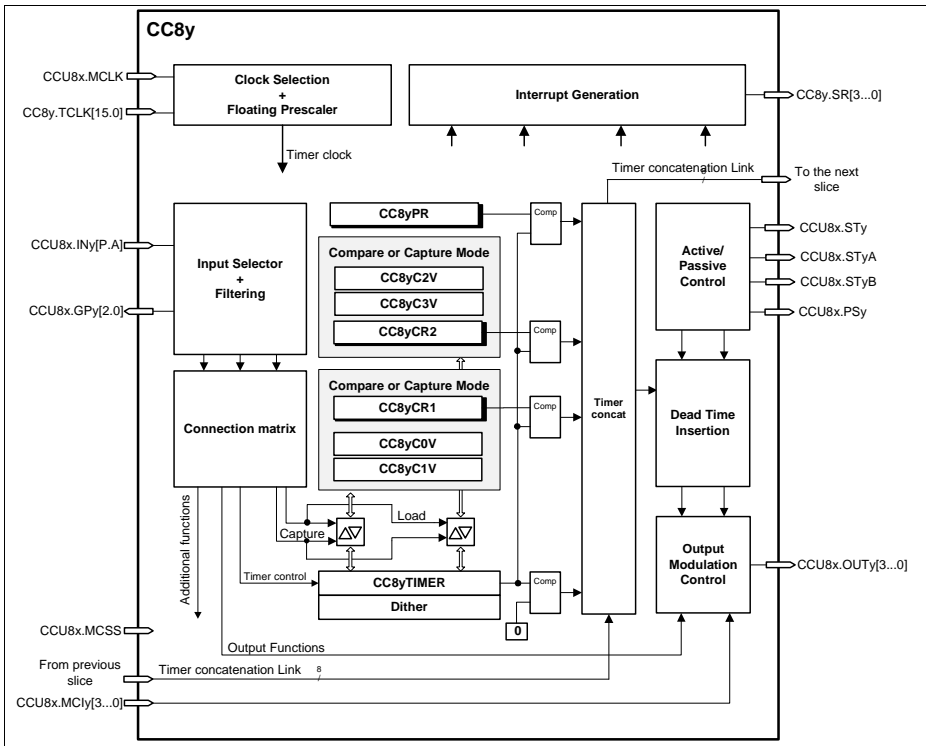 CC8y
CCU8x.MCLK
CC8y.TCLK[15.0]
Clock Selection
+
Floating Prescaler
Interrupt Generation
CC8y.SR[3...0]
Timer clock
Timer concatenation Link
8
To the next
slice
CCU8x.INy[P.A]
CCU8x.GPy[2.0]
Input Selector
+
Filtering
CC8yPR
Comp
Compare or Capture Mode
CC8yC2V
CC8yC3V
CC8yCR2
Comp
Active/
Passive
Control
CCU8x.STy
CCU8x.STyA
CCU8x.STyB
CCU8x.PSy
Connection matrix
Compare or Capture Mode
CC8yCR1
CC8yC0V
CC8yC1V
Comp
Timer
concat
Dead Time
Insertion
Additional functions
Capture
Load
Timer control
CC8yTIMER
Dither
Comp
0
Output
Modulation
Control
CCU8x.OUTy[3...0]
CCU8x.MCSS
Output Functions
From previous
slice
Timer concatenation Link
8
CCU8x.MCIy[3...0]